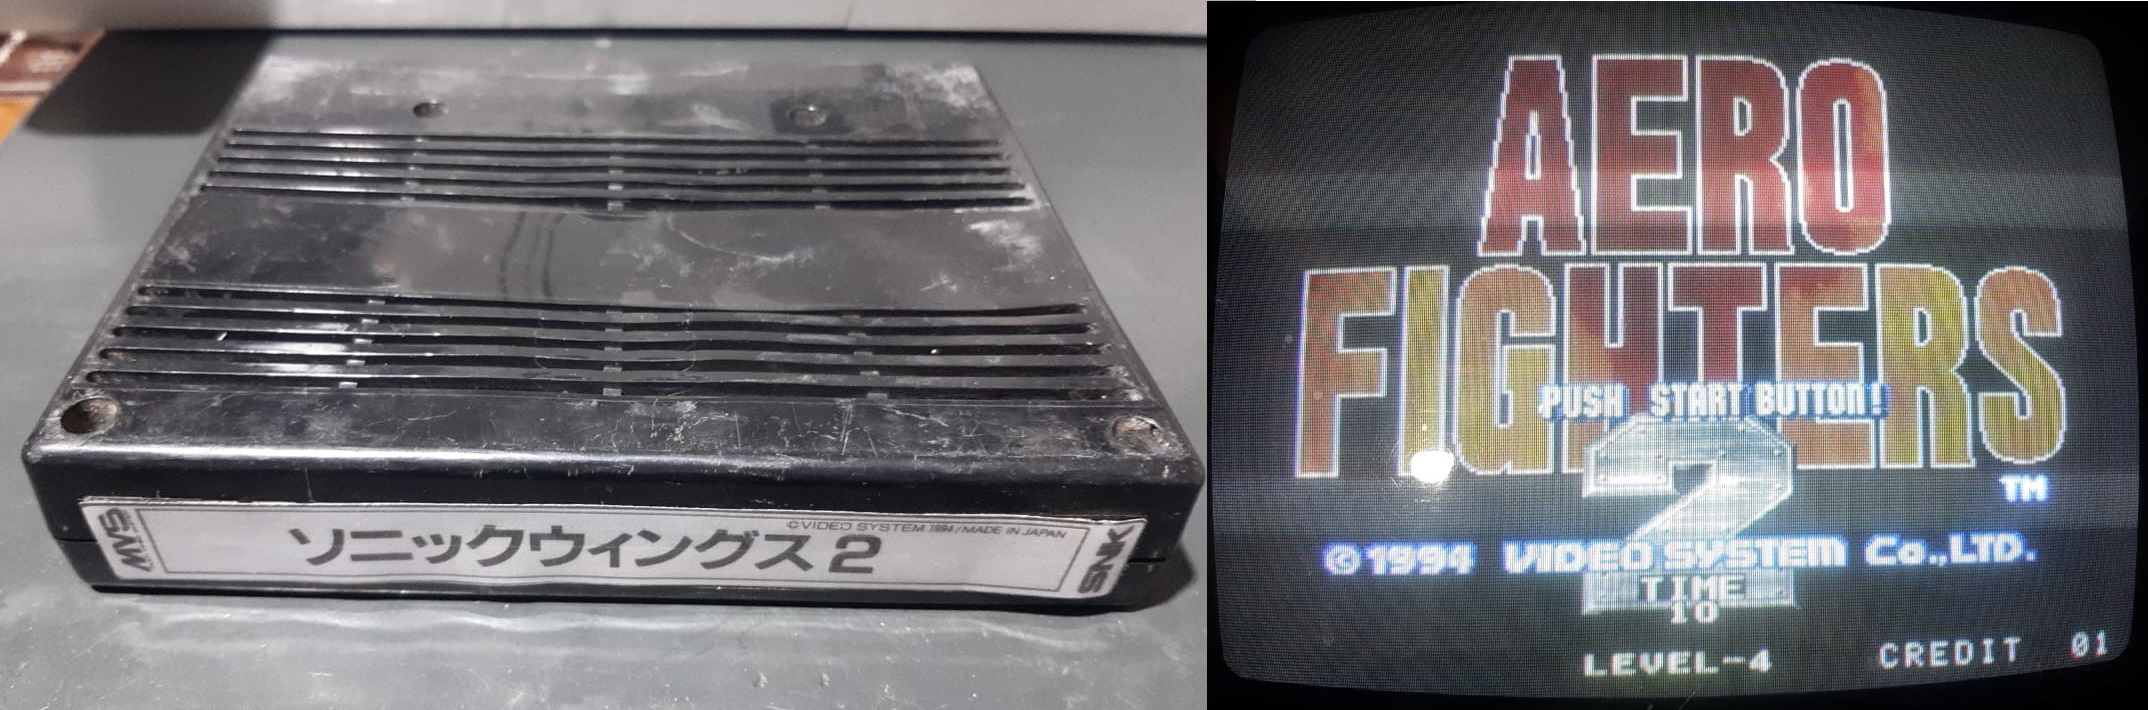 ©VIDEO SYSTEM 1994/MADE IN JAPAN
MVS
ソニックウィングス2
SNK
AERO
FIGHTERS
PUSH START BUTTON!
2
TM
©1994 VIDEO SYSTEM Co.,LTD.
TIME
10
LEVEL-4
CREDIT 01